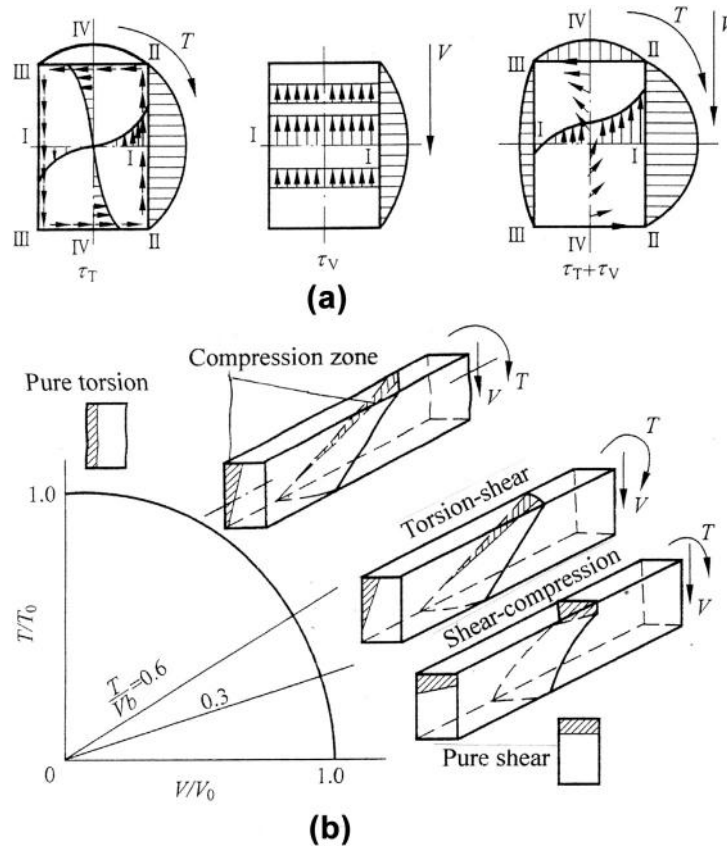 IV
III
II
T
I
I
III
IV
II
τT
V
I
I
τV
IV
III
II
T
V
I
I
III
IV
II
τT+τV
(a)
Pure torsion
Compression zone
V
T
T
Torsion-shear
V
T
Shear-compression
V
1.0
T/T0
T/Vb=0.6
0.3
0
V/V0
1.0
Pure shear
(b)